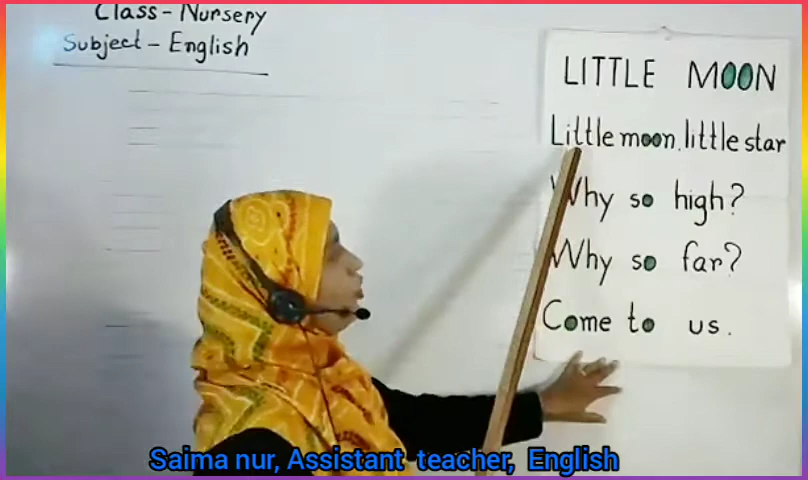 Class - Nursery
Subject - English
LITTLE MOON
Little moon, little star
Why so high?
Why so far?
Come to us.
Saima nur, Assistant teacher, English